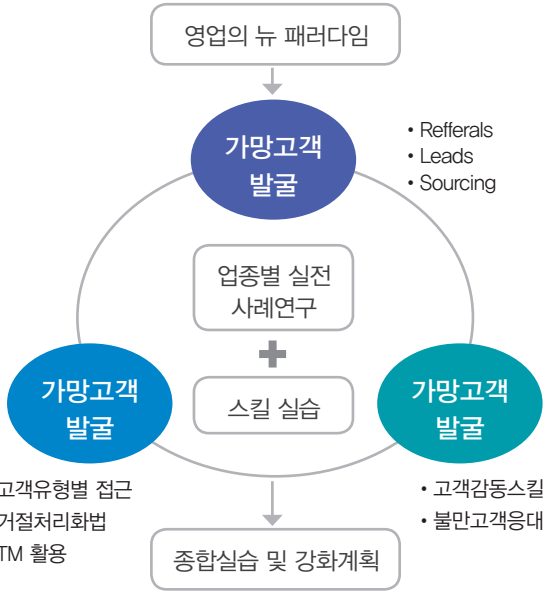 영업의 뉴 패러다임
가망고객
발굴
• Refferals
• Leads
• Sourcing
업종별 실전
사례연구
스킬 실습
가망고객
발굴
가망고객
발굴
고객유형별 접근
거절처리화법
TM 활용
• 고객감동스킬
• 불만고객응대
종합실습 및 강화계획